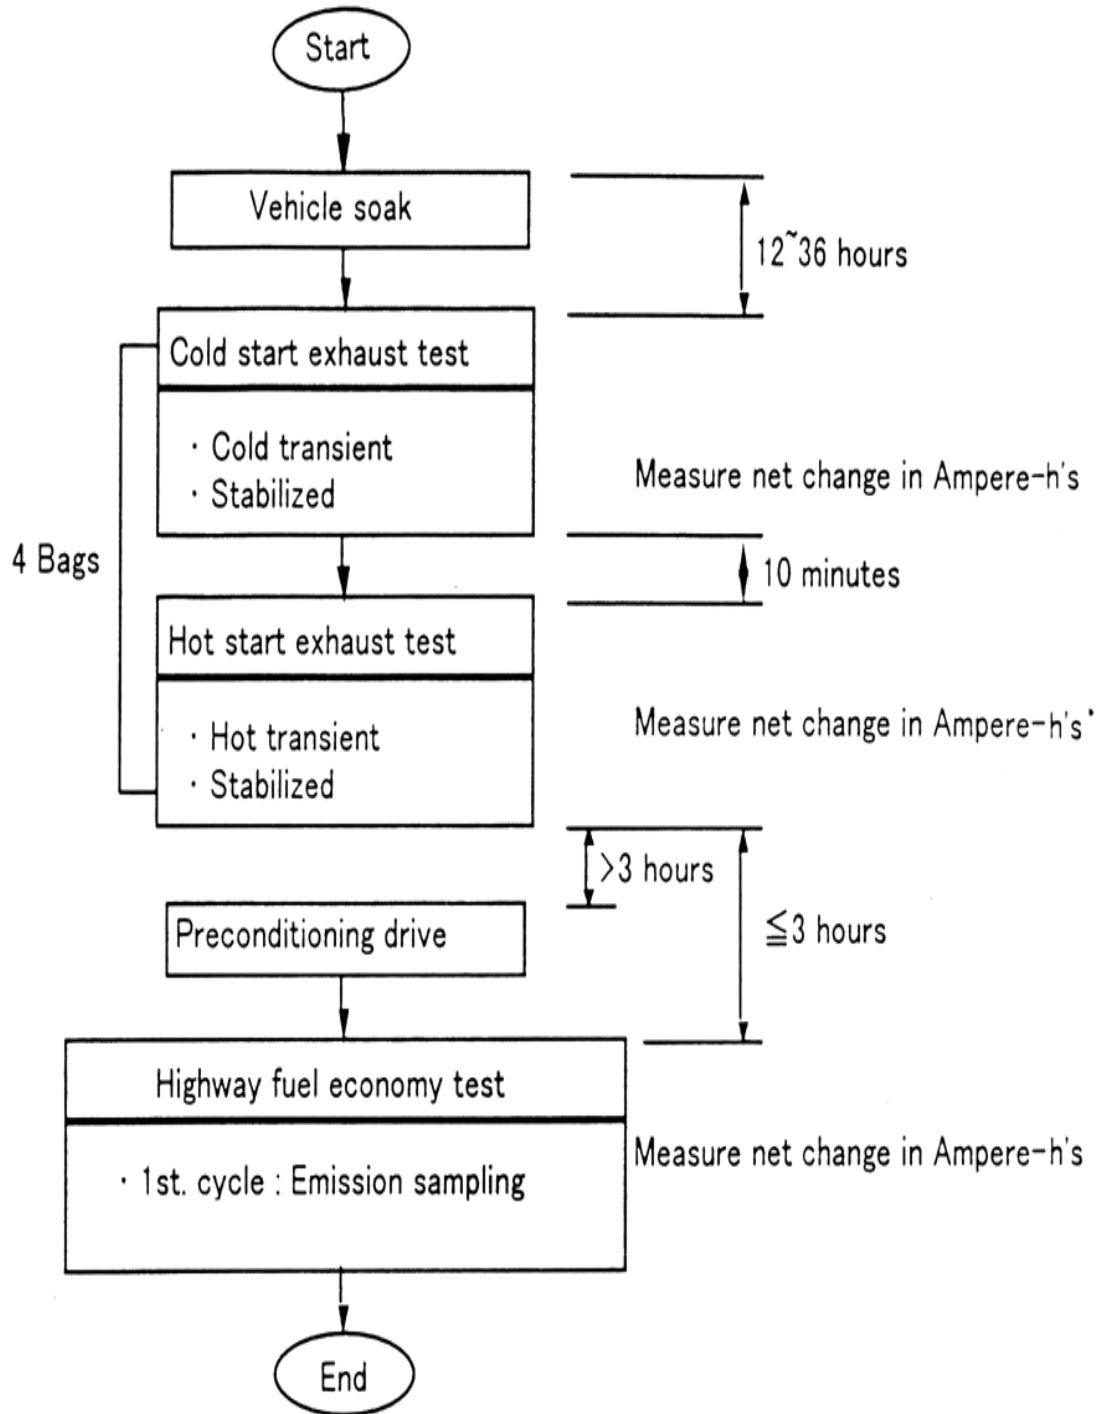 Start
Vehicle soak
12~36 hours
Cold start exhaust test
· Cold transient
· Stabilized
Measure net change in Ampere-h's
4 Bags
10 minutes
Hot start exhaust test
· Hot transient
· Stabilized
Measure net change in Ampere-h's
>3 hours
≦3 hours
Preconditioning drive
Highway fuel economy test
· 1st. cycle : Emission sampling
Measure net change in Ampere-h's
End